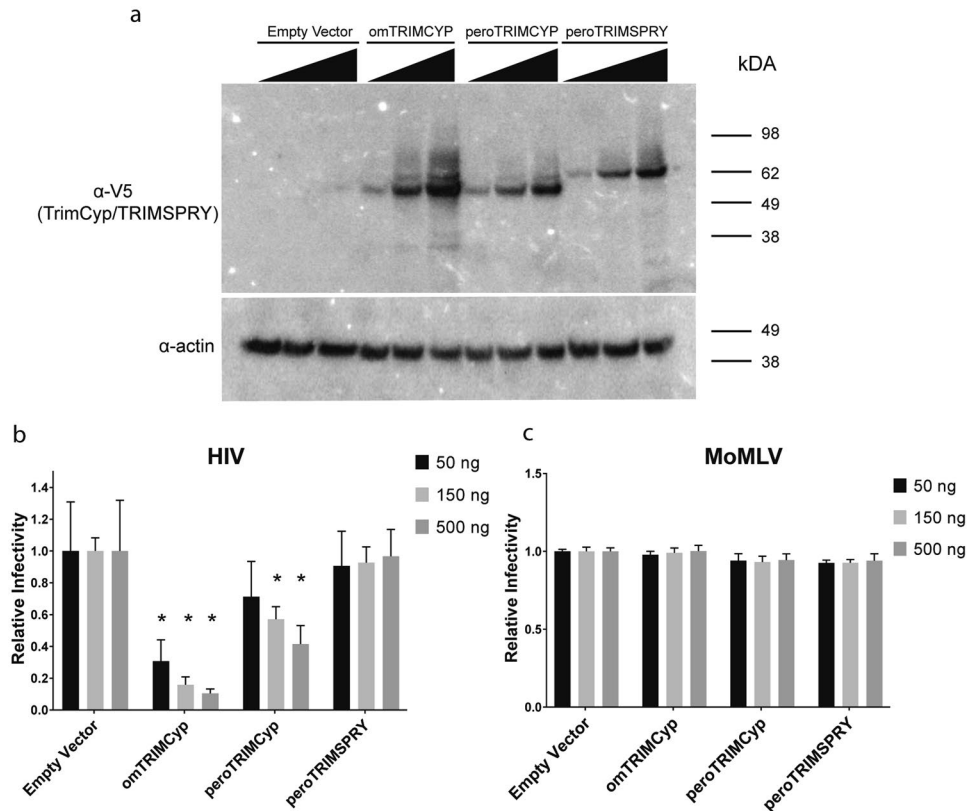 a
Empty Vector omTRIMCYP peroTRIMCYP peroTRIMSPRY
kDA
98
62
49
38
α-V5
(TrimCyp/TRIMSPRY)
49
38
α-actin
b
HIV
50 ng
150 ng
500 ng
1.4
1.2
1.0
0.8
0.6
0.4
0.2
0.0
Relative Infectivity
* * *
* *
Empty Vector
omTRIMCyp
peroTRIMCyp
peroTRIMSPRY
c
MoMLV
50 ng
150 ng
500 ng
1.5
1.0
0.5
0.0
Relative Infectivity
Empty Vector
omTRIMCyp
peroTRIMCyp
peroTRIMSPRY